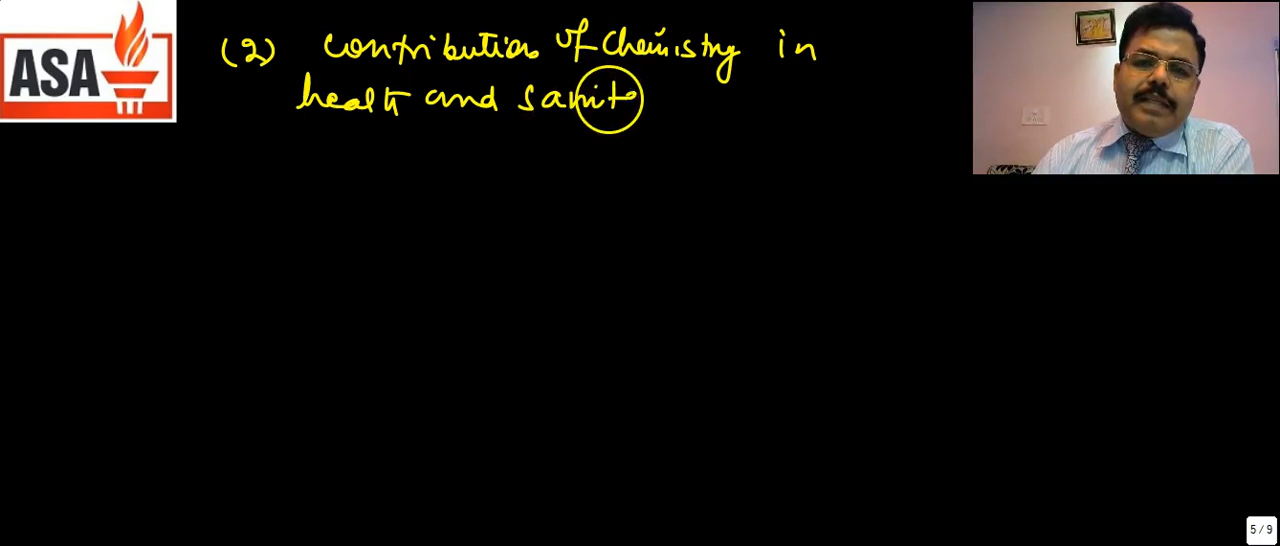 ASA
(2) contribution of chemistry in
health and sanit
5/9